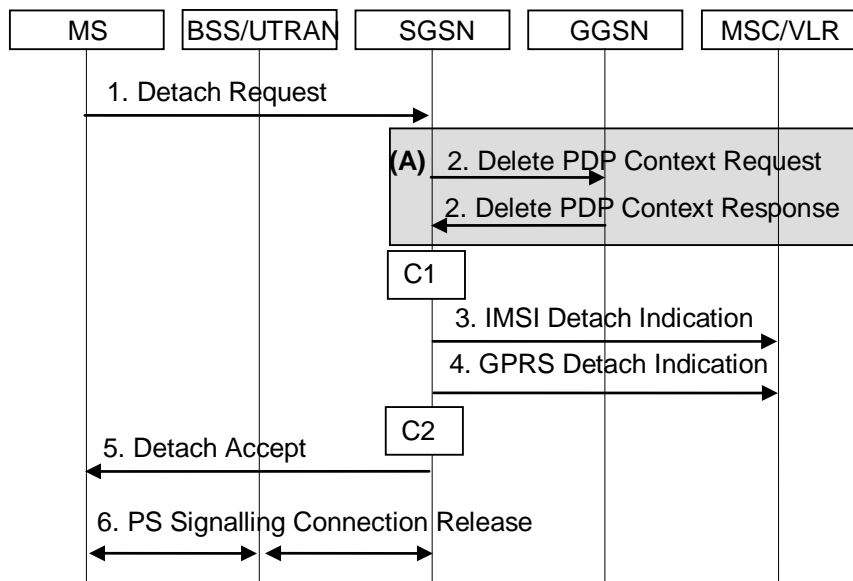 MS BSS/UTRAN SGSN GGSN MSC/VLR
1. Detach Request
(A) 2. Delete PDP Context Request
2. Delete PDP Context Response
C1
3. IMSI Detach Indication
4. GPRS Detach Indication
C2
5. Detach Accept
6. PS Signalling Connection Release